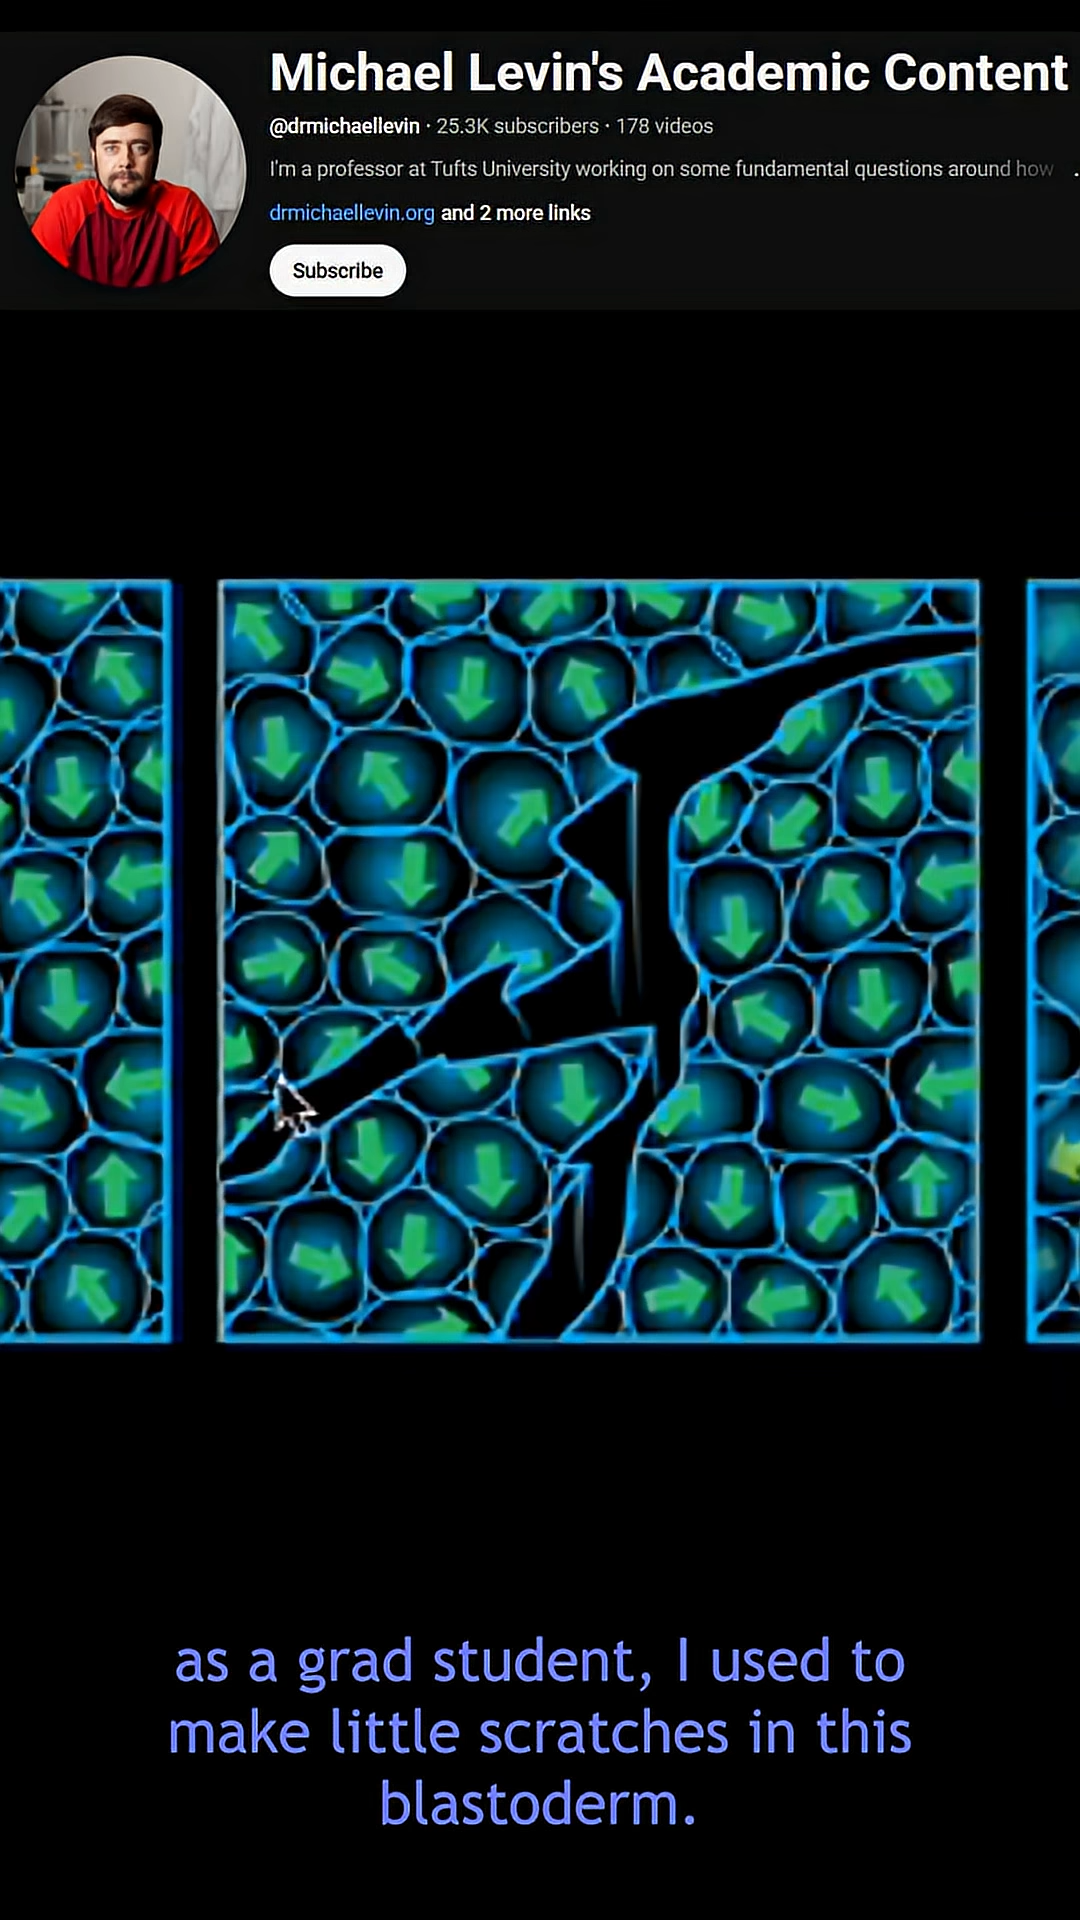 Michael Levin's Academic Content
@drmichaellevin · 25.3K subscribers · 178 videos
I'm a professor at Tufts University working on some fundamental questions around how
drmichaellevin.org and 2 more links
Subscribe
as a grad student, I used to
make little scratches in this
blastoderm.